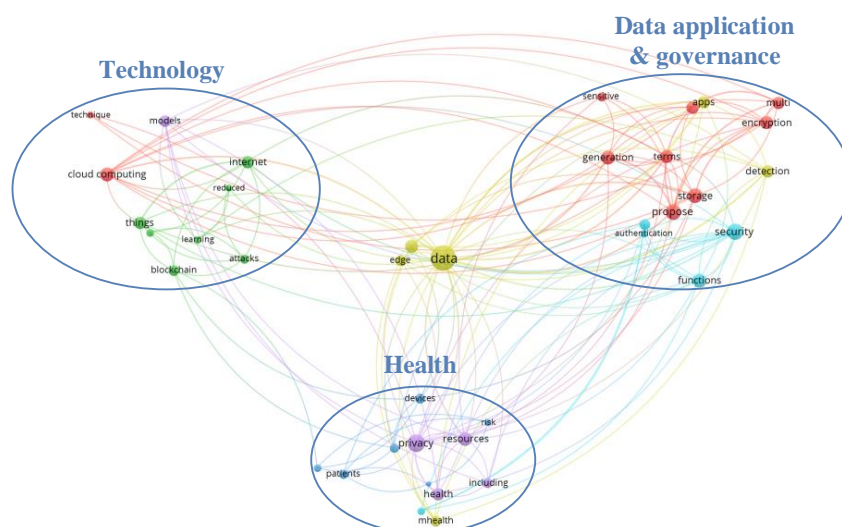 Data application
& governance
Technology
sensitive
apps
multi
technique
models
encryption
internet
generation
terms
detection
cloud computing
reduced
storage
things
propose
learning
authentication
security
edge
data
blockchain
attacks
functions
Health
devices
risk
privacy
resources
patients
including
health
mhealth